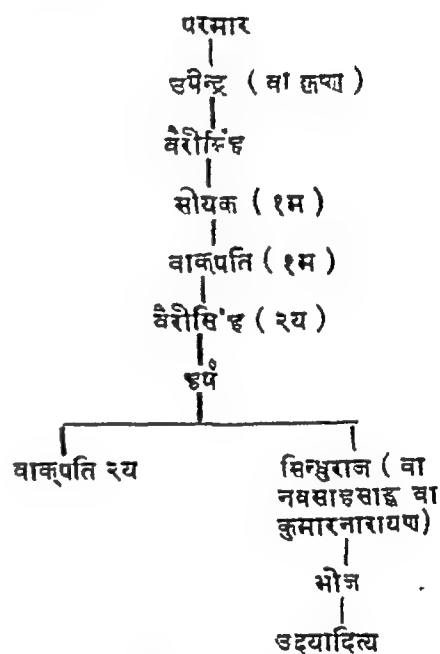 परमार
उपेन्द्र ( वा कृष्ण )
वैरीसिंह
सोयक ( १म )
वाक्‌पति ( १म )
वैरीसिंह ( २य )
हर्ष
वाक्‌पति २य
सिन्धुराज ( वा
नवसाहसाङ्क वा
कुमारनारायण)
भोज
उदयादित्य